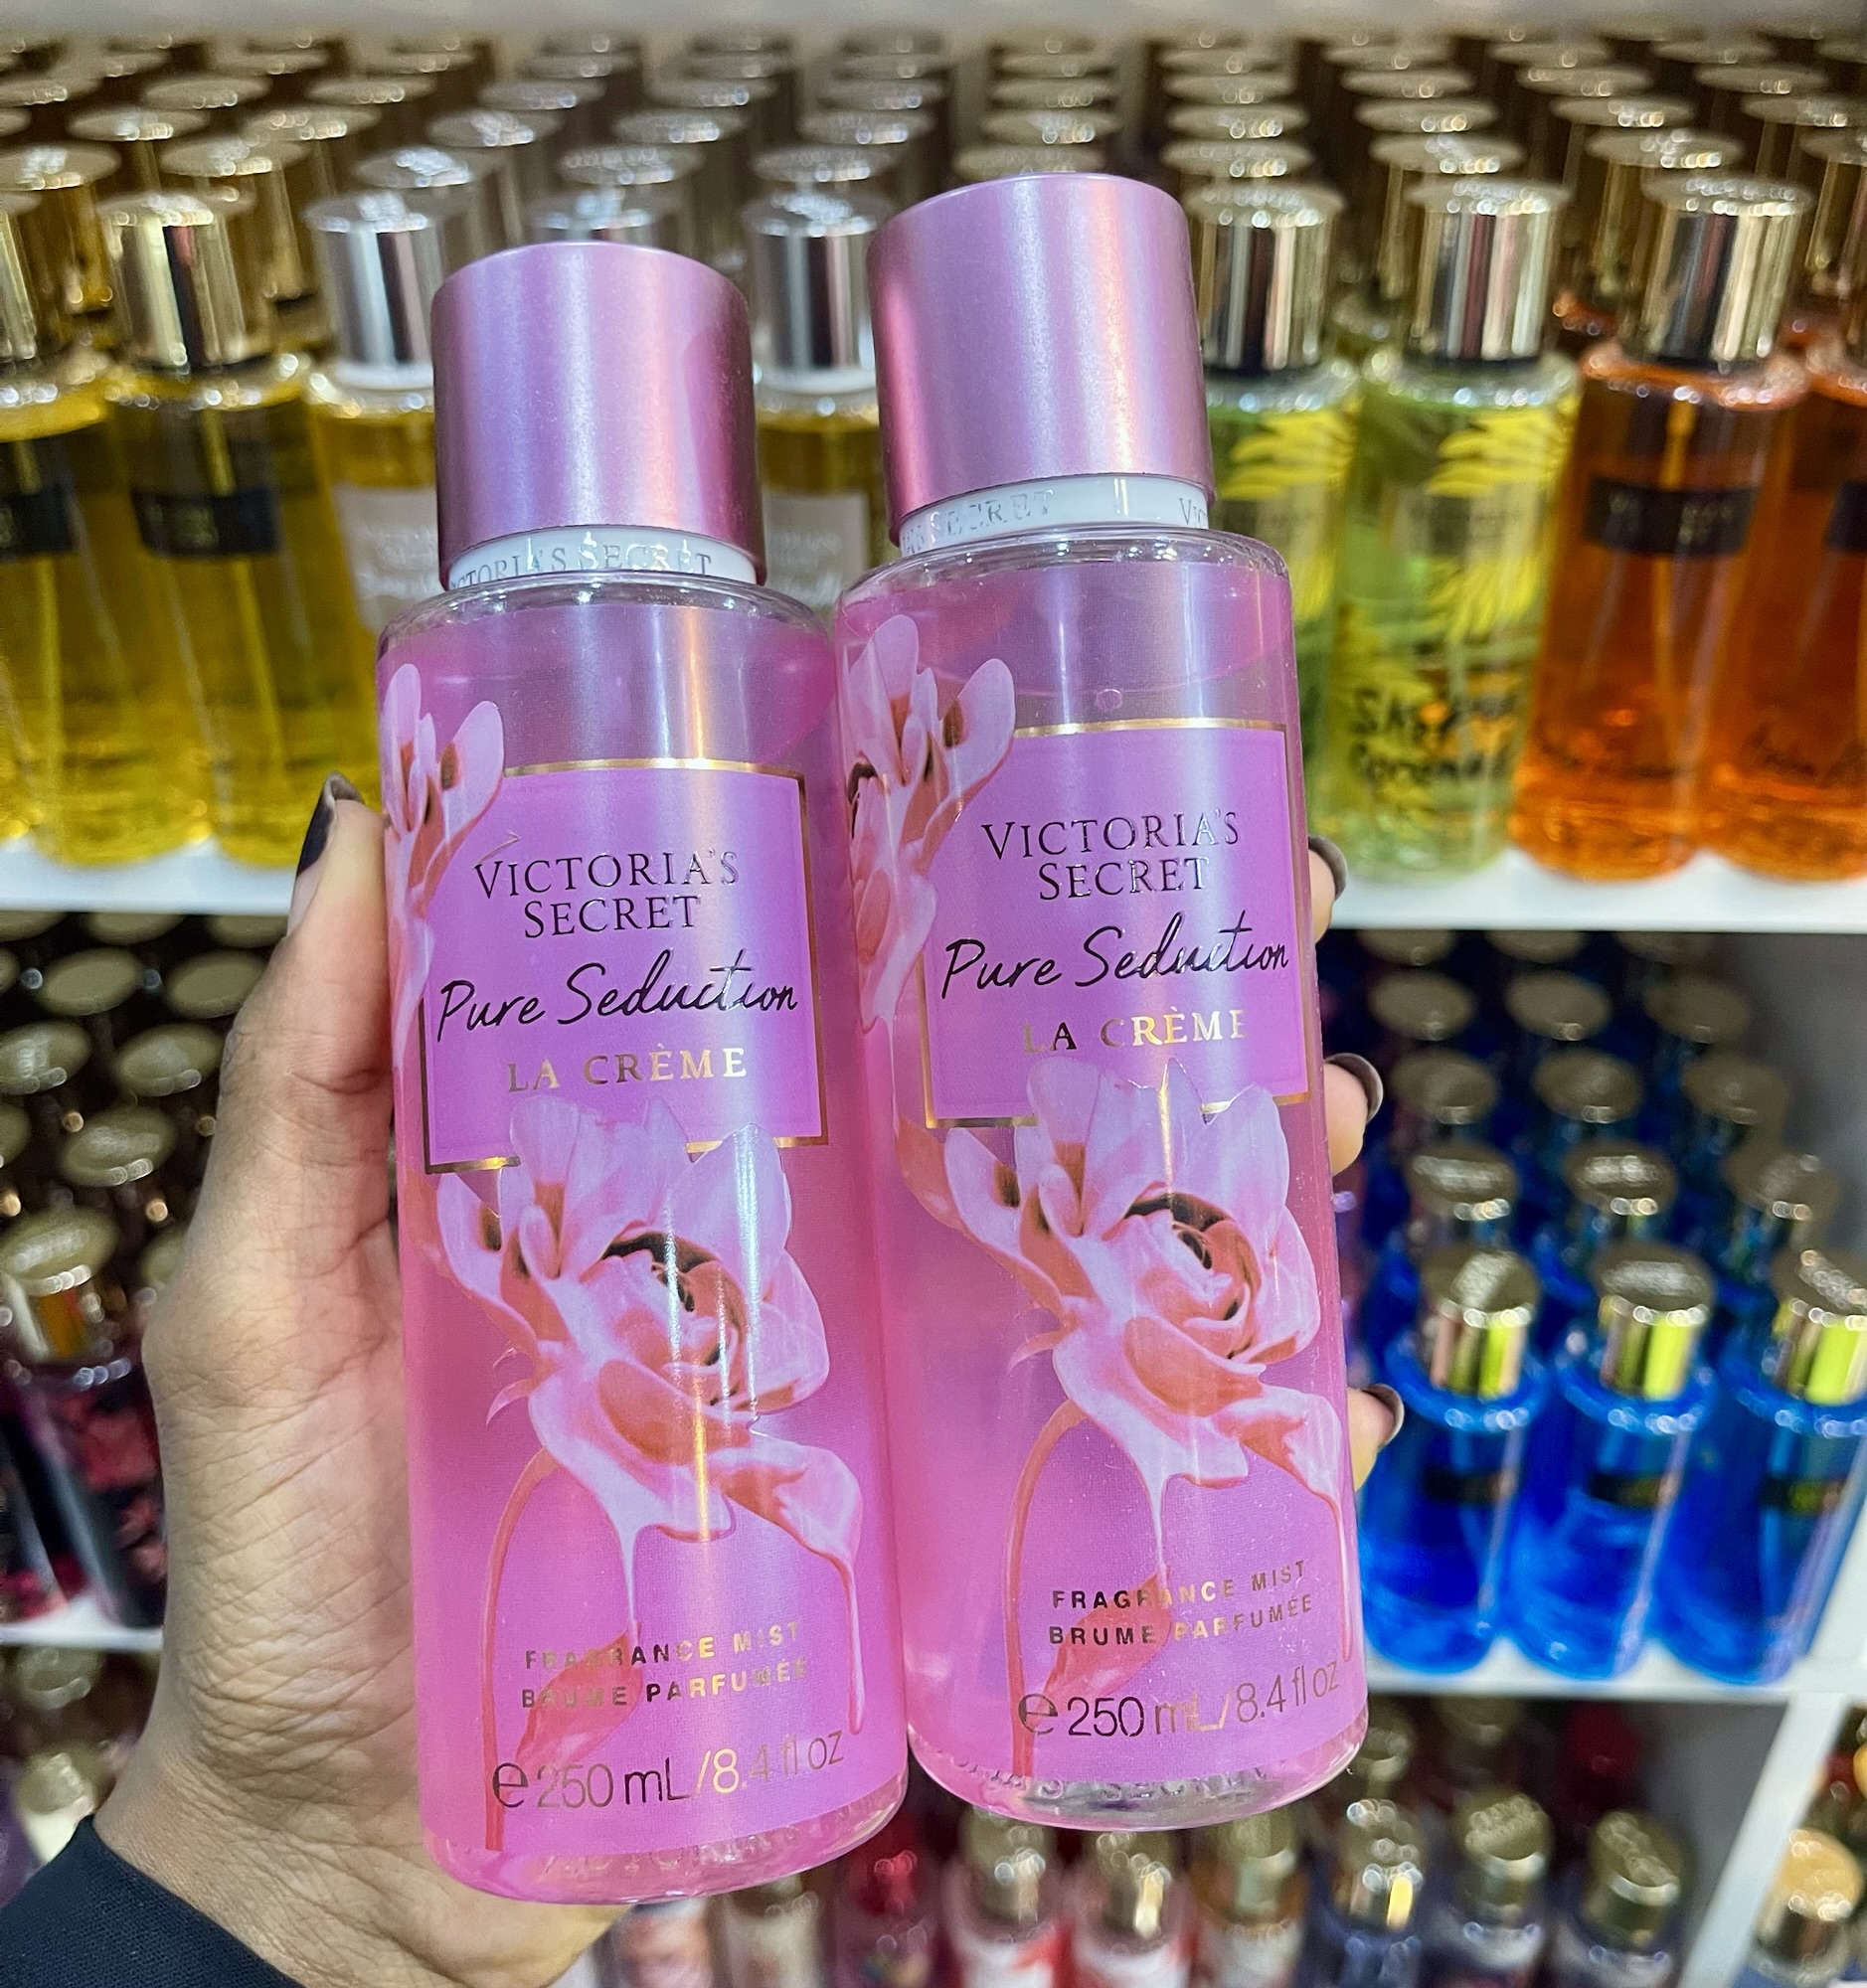 VICTORIA'S SECRET
VICTORIA'S
SECRET
Pure Seduction
LA CRÈME
FRAGRANCE MIST
BRUME PARFUMÉE
e 250 mL/8.4 fl oz
SECRET
VICTORIA'S
SECRET
Pure Seduction
LA CRÈME
FRAGRANCE MIST
BRUME PARFUMÉE
e 250 mL/8.4 fl oz